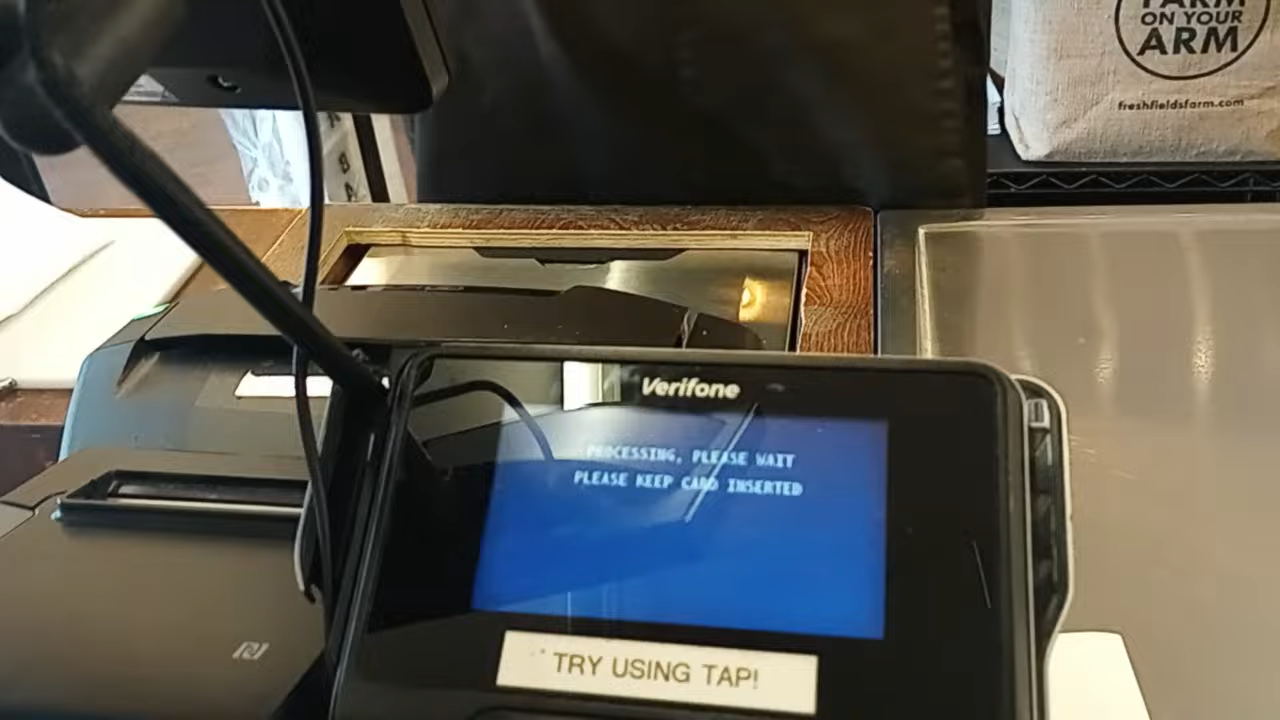 FARM
ON YOUR
ARM
freshfieldsfarm.com
Verifone
PROCESSING, PLEASE WAIT
PLEASE KEEP CARD INSERTED
TRY USING TAP!